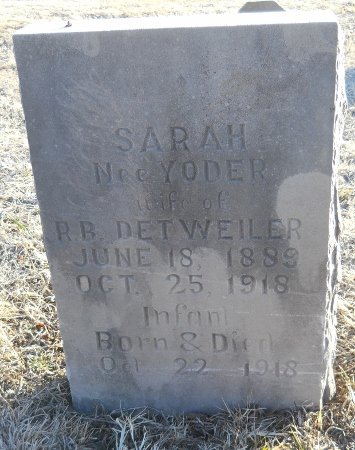 SARAH
Nee YODER
Wife of
R.B. DETWEILER
JUNE 18, 1889
OCT. 25, 1918
Infant
Born & Died
Oct 22 1918